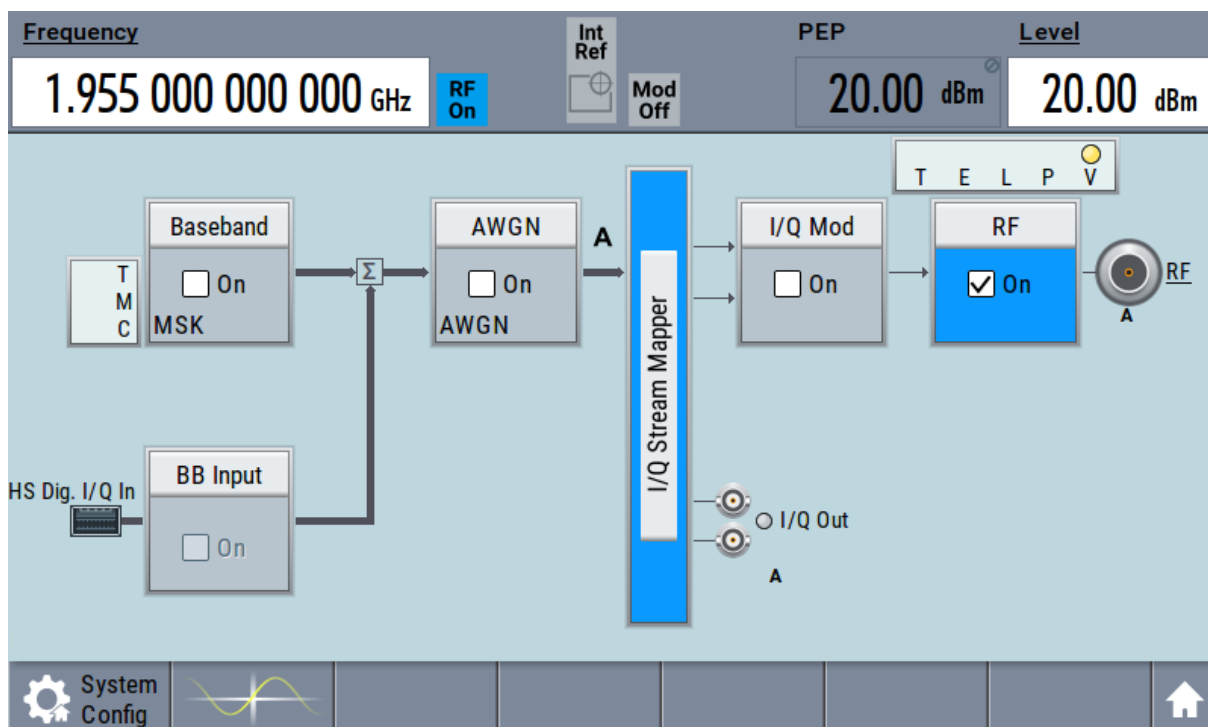 Frequency
Int
Ref
PEP
Level
1.955 000 000 000 GHz
RF
On
Mod
Off
20.00 dBm
20.00 dBm
T E L P V
Baseband
On
MSK
T
M
C
Σ
AWGN
On
AWGN
A
I/Q Stream Mapper
I/Q Mod
On
RF
On
RF
A
HS Dig. I/Q In
BB Input
On
I/Q Out
A
System
Config